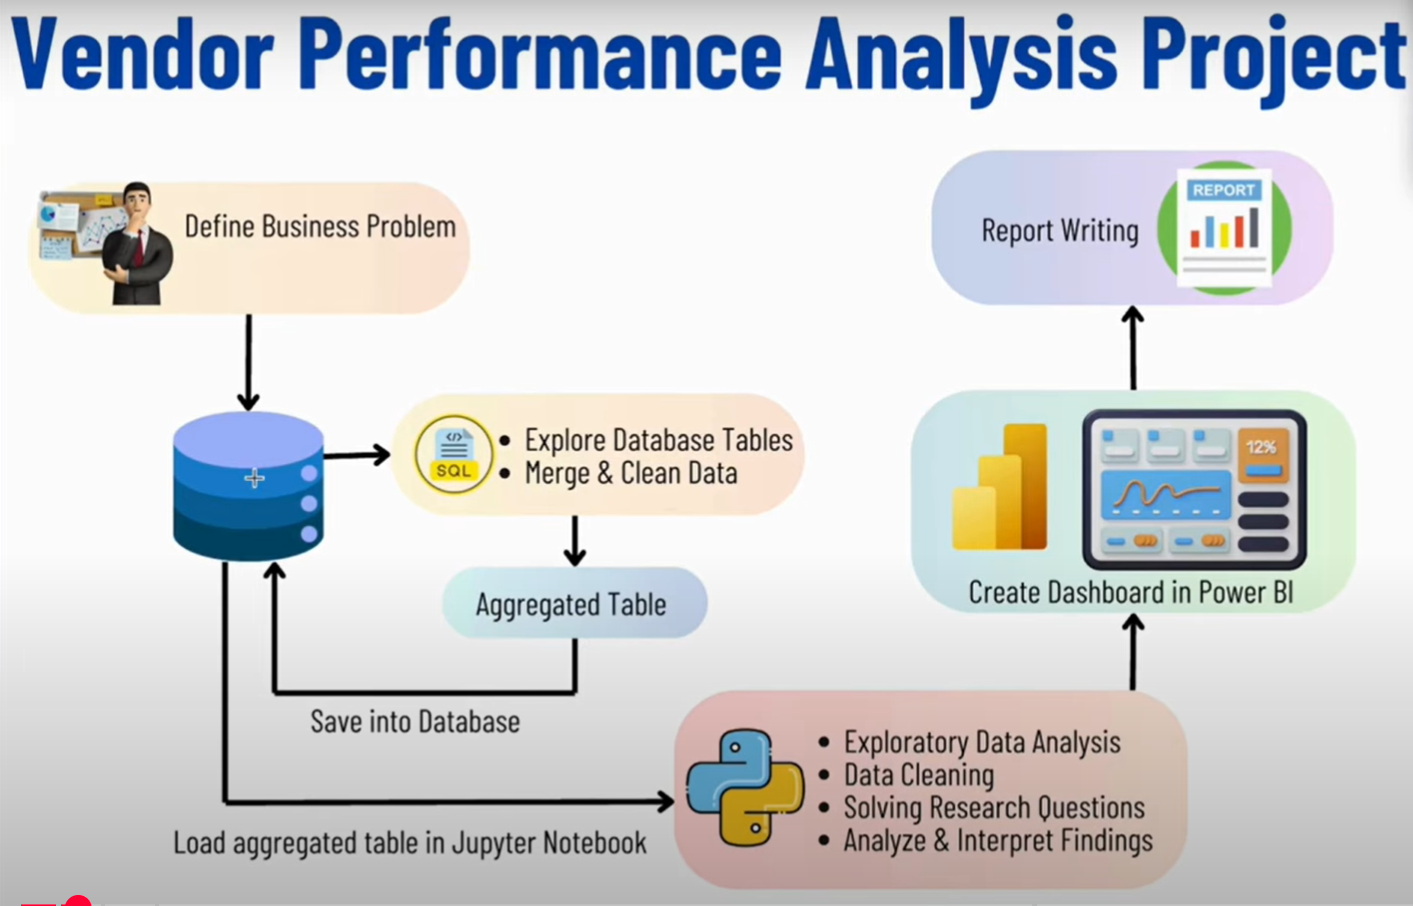 Vendor Performance Analysis Project
Define Business Problem
SQL
• Explore Database Tables
• Merge & Clean Data
Aggregated Table
Save into Database
Load aggregated table in Jupyter Notebook
• Exploratory Data Analysis
• Data Cleaning
• Solving Research Questions
• Analyze & Interpret Findings
12%
Create Dashboard in Power BI
Report Writing
REPORT